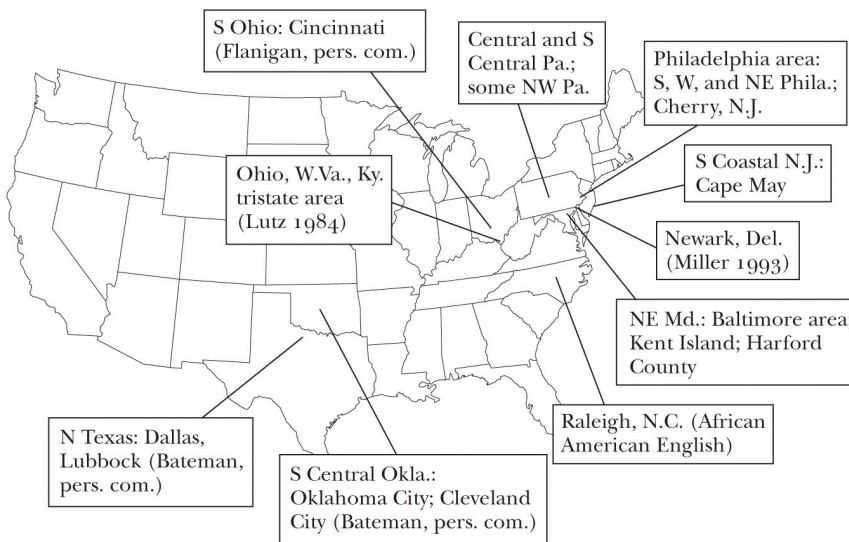 S Ohio: Cincinnati
(Flanigan, pers. com.)
Central and S
Central Pa.;
some NW Pa.
Philadelphia area:
S, W, and NE Phila.;
Cherry, N.J.
Ohio, W.Va., Ky.
tristate area
(Lutz 1984)
S Coastal N.J.:
Cape May
Newark, Del.
(Miller 1993)
NE Md.: Baltimore area;
Kent Island; Harford
County
Raleigh, N.C. (African
American English)
N Texas: Dallas,
Lubbock (Bateman,
pers. com.)
S Central Okla.:
Oklahoma City; Cleveland
City (Bateman, pers. com.)